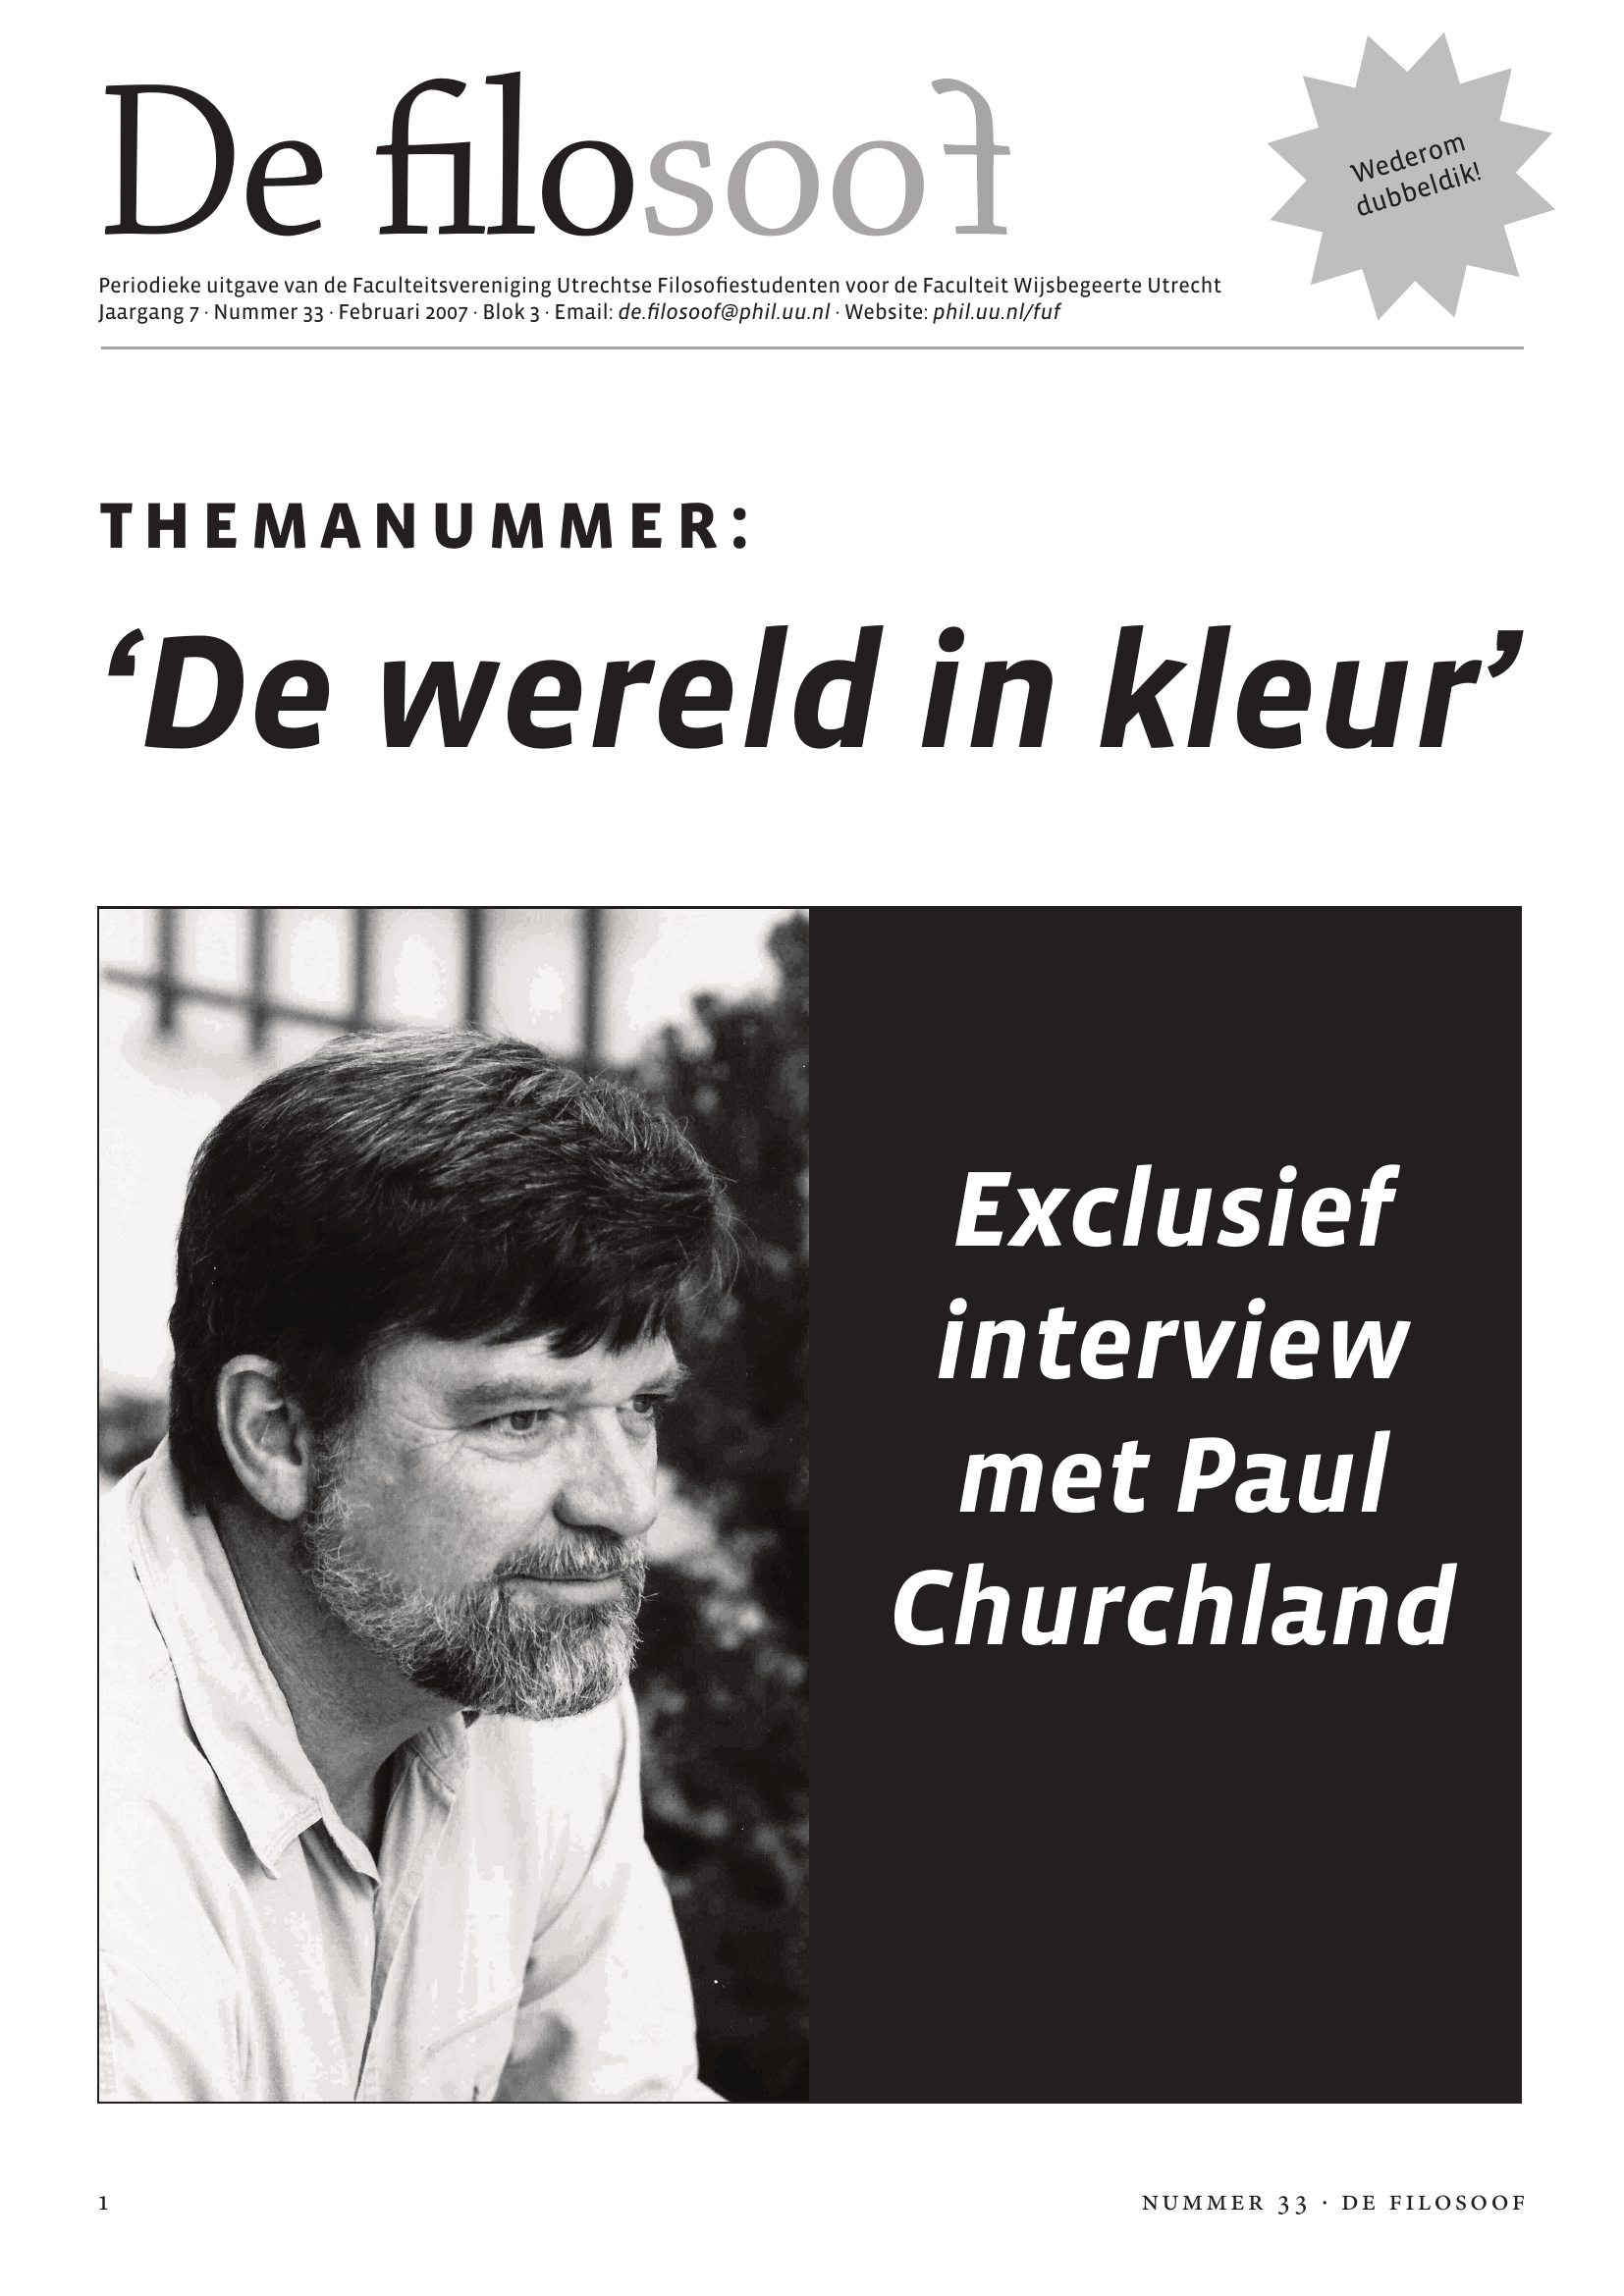 De filosoof
Wederom
dubbeldik!
Periodieke uitgave van de Faculteitsvereniging Utrechtse Filosofiestudenten voor de Faculteit Wijsbegeerte Utrecht
Jaargang 7 · Nummer 33 · Februari 2007 · Blok 3 · Email: de.filosoof@phil.uu.nl · Website: phil.uu.nl/fuf
THEMANUMMER:
‘De wereld in kleur’
Exclusief
interview
met Paul
Churchland
1
NUMMER 33 · DE FILOSOOF